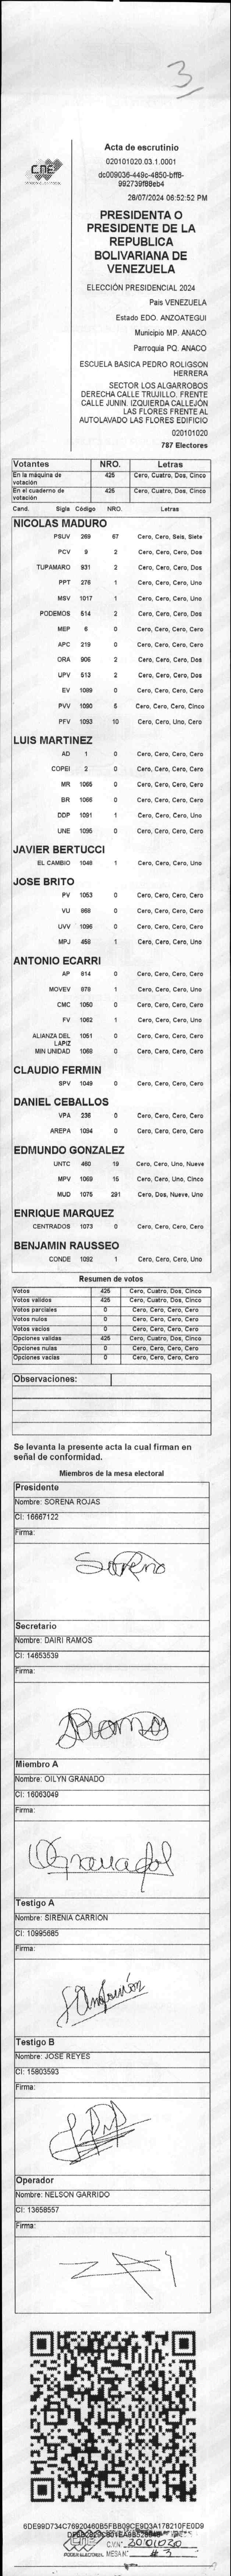 3
Acta de escrutinio
CNE
020101020.03.1.0001
dc009036-449c-4850-bff8-
992739f88eb4
28/07/2024 06:52:52 PM
PRESIDENTA O
PRESIDENTE DE LA
REPUBLICA
BOLIVARIANA DE
VENEZUELA
ELECCIÓN PRESIDENCIAL 2024
Pais VENEZUELA
Estado EDO. ANZOATEGUI
Municipio MP. ANACO
Parroquia PQ. ANACO
ESCUELA BASICA PEDRO ROLIGSON
HERRERA
SECTOR LOS ALGARROBOS
DERECHA CALLE TRUJILLO. FRENTE
CALLE JUNIN. IZQUIERDA CALLEJÓN
LAS FLORES FRENTE AL
AUTOLAVADO LAS FLORES EDIFICIO
020101020
787 Electores
Votantes NRO. Letras
En la máquina de votación 425 Cero, Cuatro, Dos, Cinco
En el cuaderno de votación 425 Cero, Cuatro, Dos, Cinco
Cand. Sigla Código NRO. Letras
NICOLAS MADURO
PSUV 269 67 Cero, Cero, Seis, Siete
PCV 9 2 Cero, Cero, Cero, Dos
TUPAMARO 931 2 Cero, Cero, Cero, Dos
PPT 276 1 Cero, Cero, Cero, Uno
MSV 1017 1 Cero, Cero, Cero, Uno
PODEMOS 514 2 Cero, Cero, Cero, Dos
MEP 6 0 Cero, Cero, Cero, Cero
APC 219 0 Cero, Cero, Cero, Cero
ORA 906 2 Cero, Cero, Cero, Dos
UPV 513 2 Cero, Cero, Cero, Dos
EV 1089 0 Cero, Cero, Cero, Cero
PVV 1090 5 Cero, Cero, Cero, Cinco
PFV 1093 10 Cero, Cero, Uno, Cero
LUIS MARTINEZ
AD 1 0 Cero, Cero, Cero, Cero
COPEI 2 0 Cero, Cero, Cero, Cero
MR 1065 0 Cero, Cero, Cero, Cero
BR 1066 0 Cero, Cero, Cero, Cero
DDP 1091 1 Cero, Cero, Cero, Uno
UNE 1095 0 Cero, Cero, Cero, Cero
JAVIER BERTUCCI
EL CAMBIO 1048 1 Cero, Cero, Cero, Uno
JOSE BRITO
PV 1053 0 Cero, Cero, Cero, Cero
VU 868 0 Cero, Cero, Cero, Cero
UVV 1096 0 Cero, Cero, Cero, Cero
MPJ 458 1 Cero, Cero, Cero, Uno
ANTONIO ECARRI
AP 814 0 Cero, Cero, Cero, Cero
MOVEV 879 1 Cero, Cero, Cero, Uno
CMC 1050 0 Cero, Cero, Cero, Cero
FV 1062 1 Cero, Cero, Cero, Uno
ALIANZA DEL LAPIZ 1051 0 Cero, Cero, Cero, Cero
MIN UNIDAD 1068 0 Cero, Cero, Cero, Cero
CLAUDIO FERMIN
SPV 1049 0 Cero, Cero, Cero, Cero
DANIEL CEBALLOS
VPA 236 0 Cero, Cero, Cero, Cero
AREPA 1094 0 Cero, Cero, Cero, Cero
EDMUNDO GONZALEZ
UNTC 460 19 Cero, Cero, Uno, Nueve
MPV 1069 15 Cero, Cero, Uno, Cinco
MUD 1075 291 Cero, Dos, Nueve, Uno
ENRIQUE MARQUEZ
CENTRADOS 1073 0 Cero, Cero, Cero, Cero
BENJAMIN RAUSSEO
CONDE 1092 1 Cero, Cero, Cero, Uno
Resumen de votos
Votos 425 Cero, Cuatro, Dos, Cinco
Votos validos 425 Cero, Cuatro, Dos, Cinco
Votos parciales 0 Cero, Cero, Cero, Cero
Votos nulos 0 Cero, Cero, Cero, Cero
Votos vacios 0 Cero, Cero, Cero, Cero
Opciones validas 425 Cero, Cuatro, Dos, Cinco
Opciones nulas 0 Cero, Cero, Cero, Cero
Opciones vacias 0 Cero, Cero, Cero, Cero
Observaciones:
Se levanta la presente acta la cual firman en
señal de conformidad.
Miembros de la mesa electoral
Presidente
Nombre: SORENA ROJAS
CI: 16667122
Firma:
Secretario
Nombre: DAIRI RAMOS
CI: 14653539
Firma:
Ramos
Miembro A
Nombre: OILYN GRANADO
CI: 16063049
Firma:
Testigo A
Nombre: SIRENIA CARRION
CI: 10995685
Firma:
Testigo B
Nombre: JOSE REYES
CI: 15803593
Firma:
Operador
Nombre: NELSON GARRIDO
CI: 13658557
Firma:
6DE99D734C76920460B5FBB09CE9D3A178210FE0D9
CNE
PODER ELECTORAL
MESA N° # 3